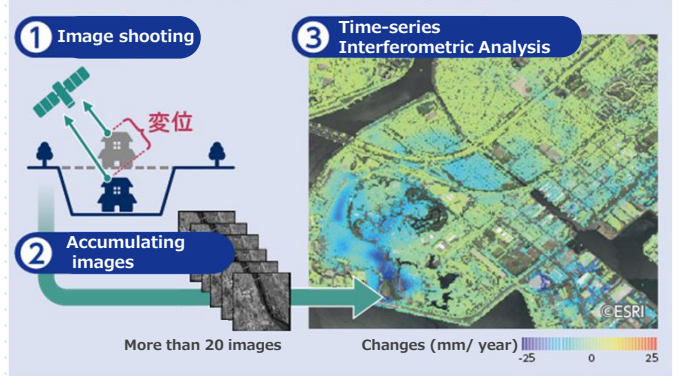 1 Image shooting
変位
2 Accumulating
images
More than 20 images
3 Time-series
Interferometric Analysis
©ESRI
Changes (mm/ year)
-25 0 25